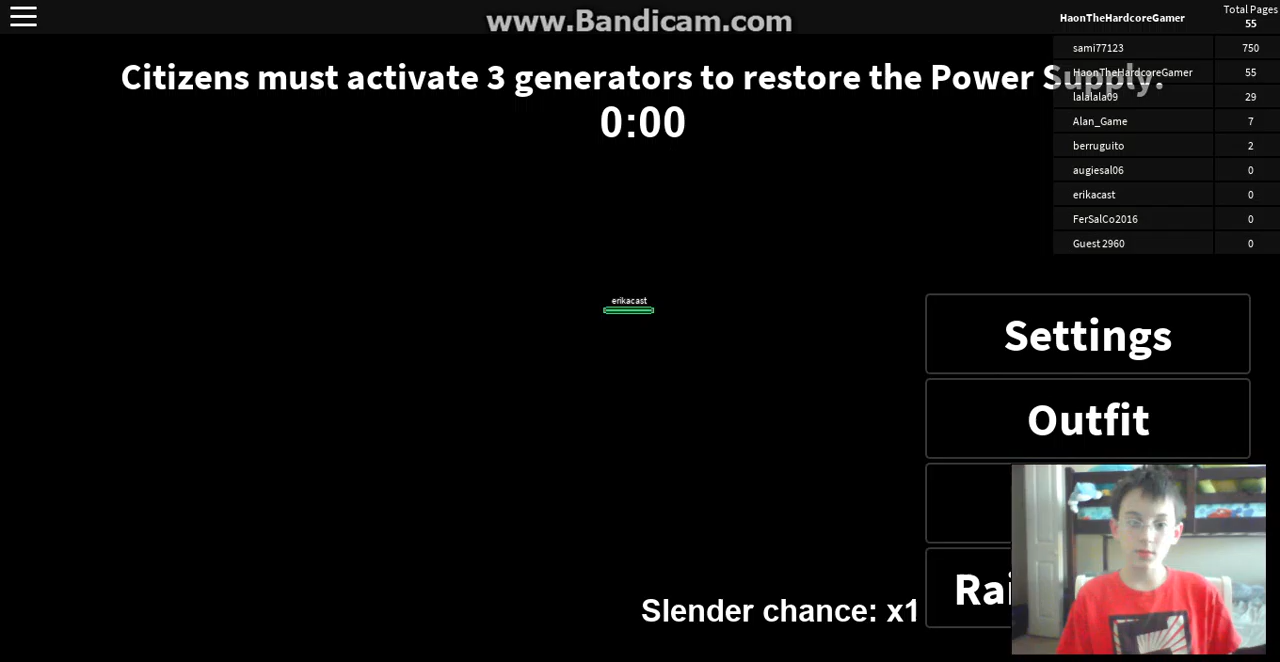 www.Bandicam.com
HaonTheHardcoreGamer
Total Pages
55
Citizens must activate 3 generators to restore the Power Supply.
0:00
sami77123 750
HaonTheHardcoreGamer 55
lalalala09 29
Alan_Game 7
berruguito 2
augiesal06 0
erikacast 0
FerSalCo2016 0
Guest 2960 0
erikacast
Settings
Outfit
Rai
Slender chance: x1